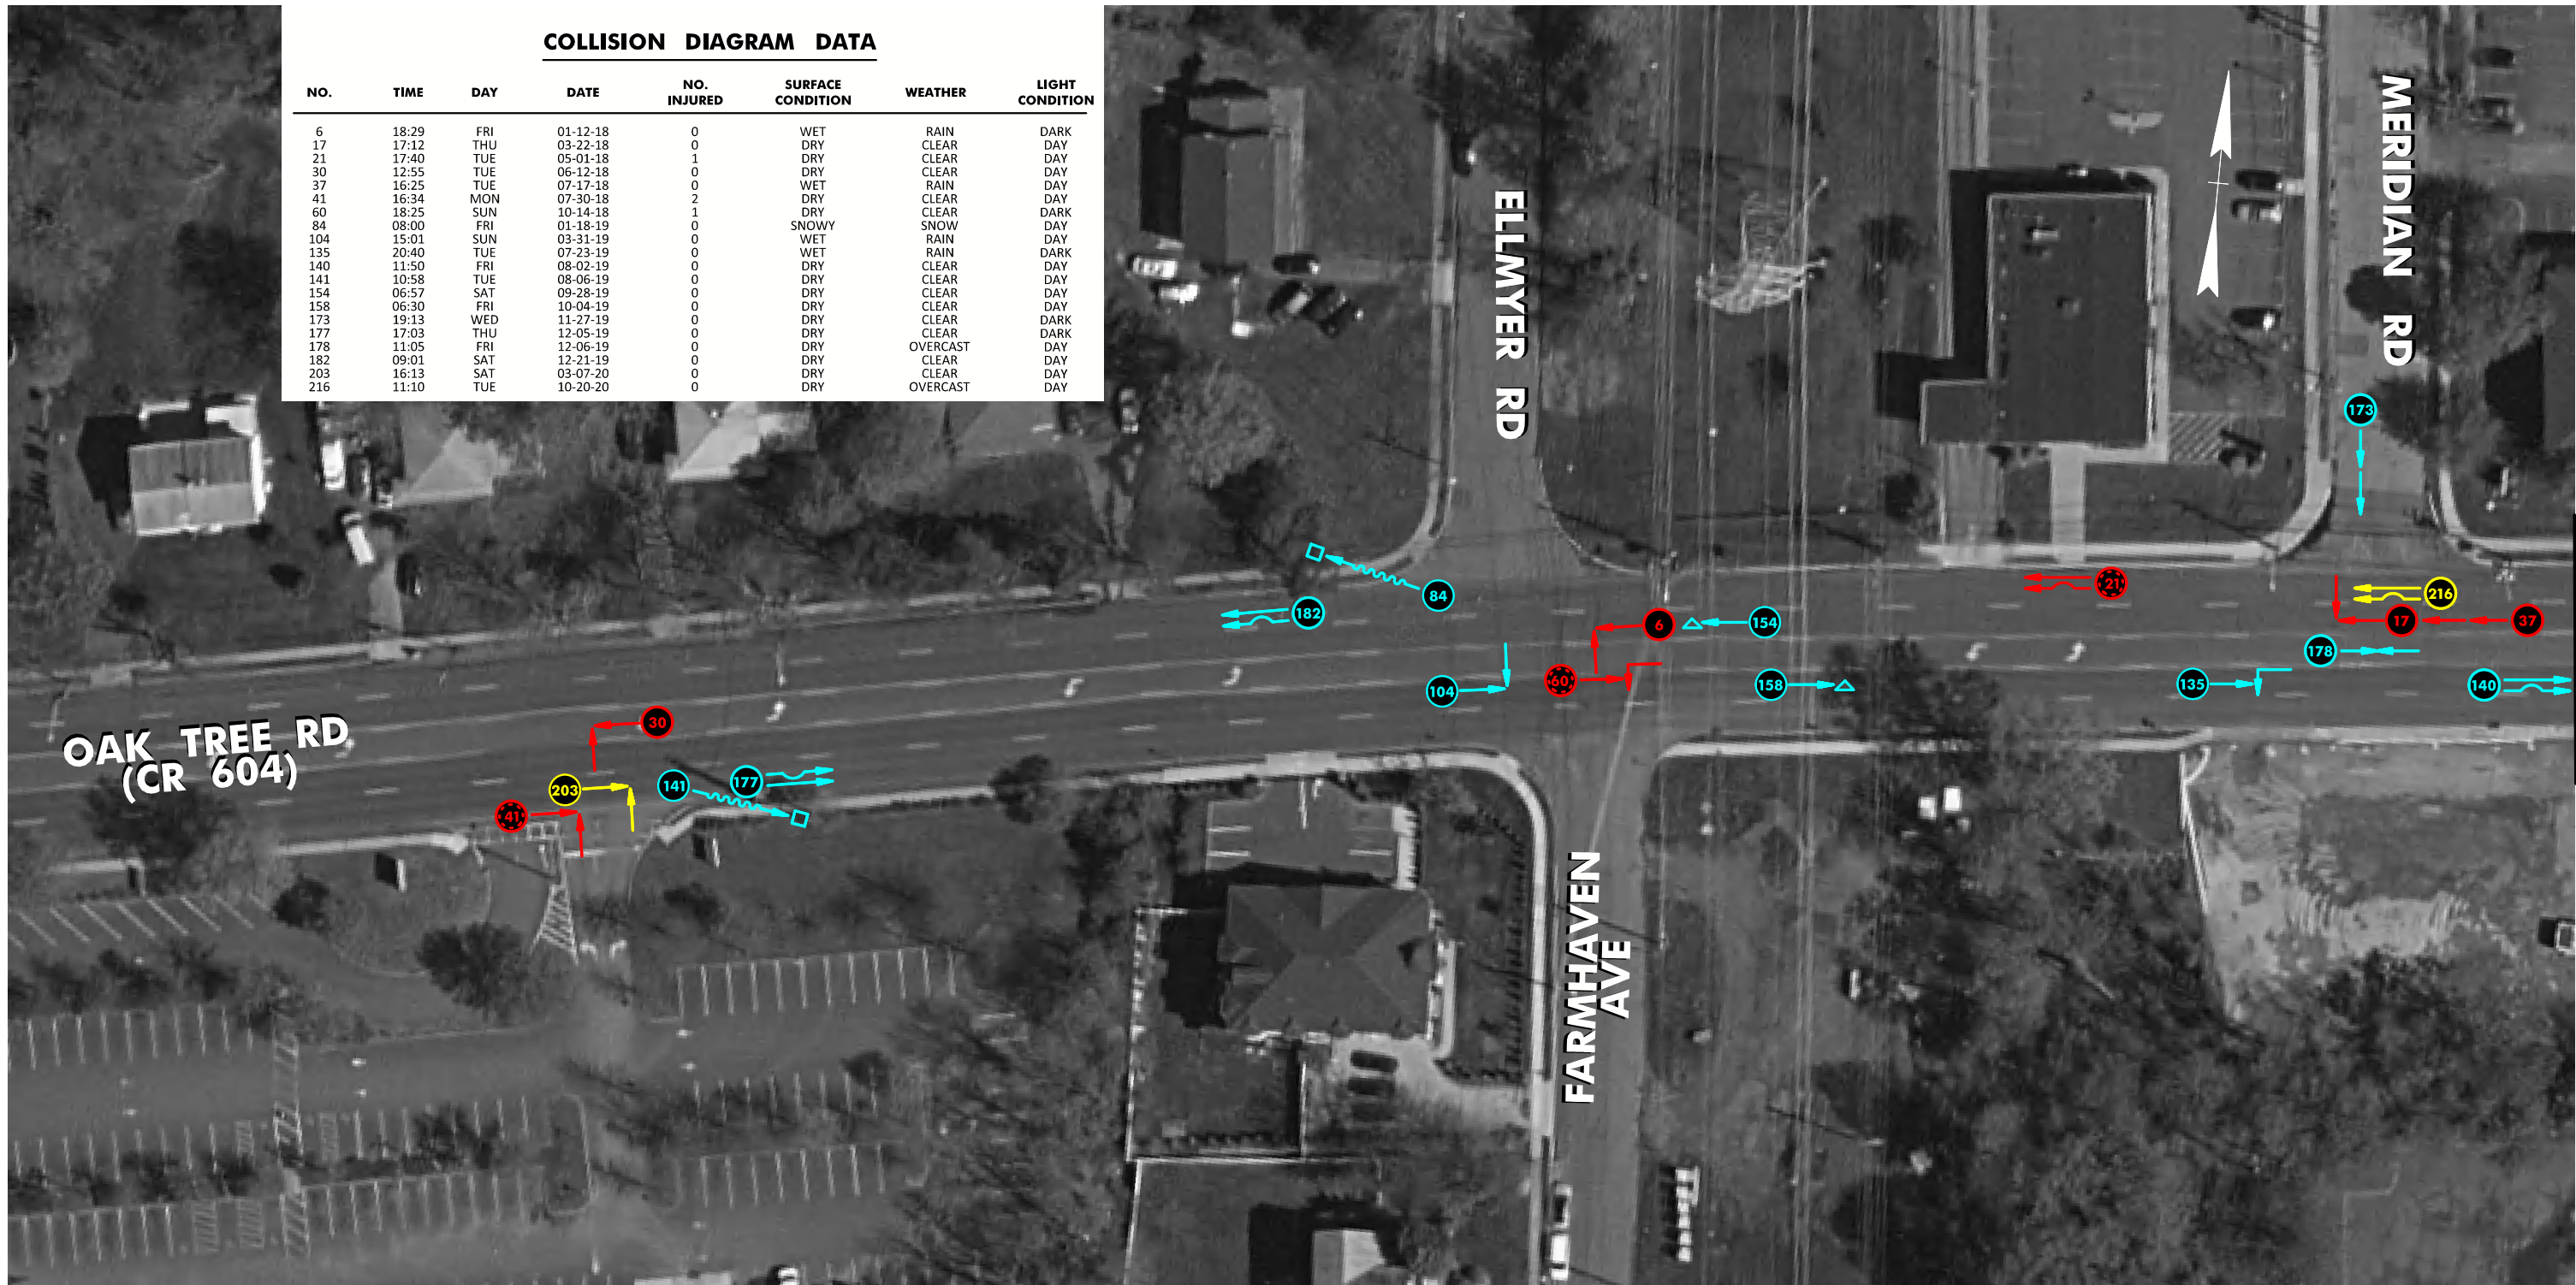 COLLISION DIAGRAM DATA
NO. TIME DAY DATE NO. INJURED SURFACE CONDITION WEATHER LIGHT CONDITION
6 18:29 FRI 01-12-18 0 WET RAIN DARK
17 17:12 THU 03-22-18 0 DRY CLEAR DAY
21 17:40 TUE 05-01-18 1 DRY CLEAR DAY
30 12:55 TUE 06-12-18 0 DRY CLEAR DAY
37 16:25 TUE 07-17-18 0 WET RAIN DAY
41 16:34 MON 07-30-18 2 DRY CLEAR DAY
60 18:25 SUN 10-14-18 1 DRY CLEAR DARK
84 08:00 FRI 01-18-19 0 SNOWY SNOW DAY
104 15:01 SUN 03-31-19 0 WET RAIN DAY
135 20:40 TUE 07-23-19 0 WET RAIN DARK
140 11:50 FRI 08-02-19 0 DRY CLEAR DAY
141 10:58 TUE 08-06-19 0 DRY CLEAR DAY
154 06:57 SAT 09-28-19 0 DRY CLEAR DAY
158 06:30 FRI 10-04-19 0 DRY CLEAR DAY
173 19:13 WED 11-27-19 0 DRY CLEAR DARK
177 17:03 THU 12-05-19 0 DRY CLEAR DARK
178 11:05 FRI 12-06-19 0 DRY OVERCAST DAY
182 09:01 SAT 12-21-19 0 DRY CLEAR DAY
203 16:13 SAT 03-07-20 0 DRY CLEAR DAY
216 11:10 TUE 10-20-20 0 DRY OVERCAST DAY
MERIDIAN RD
ELLMYER RD
173
21
216
84
182
6
154
17
37
178
60
104
158
135
140
30
OAK TREE RD
(CR 604)
203
141
177
41
FARMHAVEN
AVE